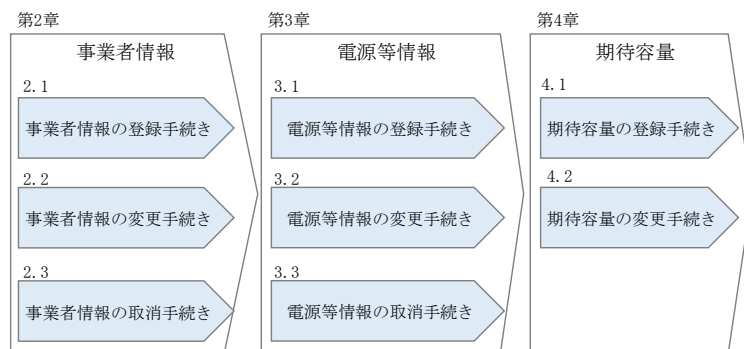 第2章
事業者情報
2.1
事業者情報の登録手続き
2.2
事業者情報の変更手続き
2.3
事業者情報の取消手続き
第3章
電源等情報
3.1
電源等情報の登録手続き
3.2
電源等情報の変更手続き
3.3
電源等情報の取消手続き
第4章
期待容量
4.1
期待容量の登録手続き
4.2
期待容量の変更手続き